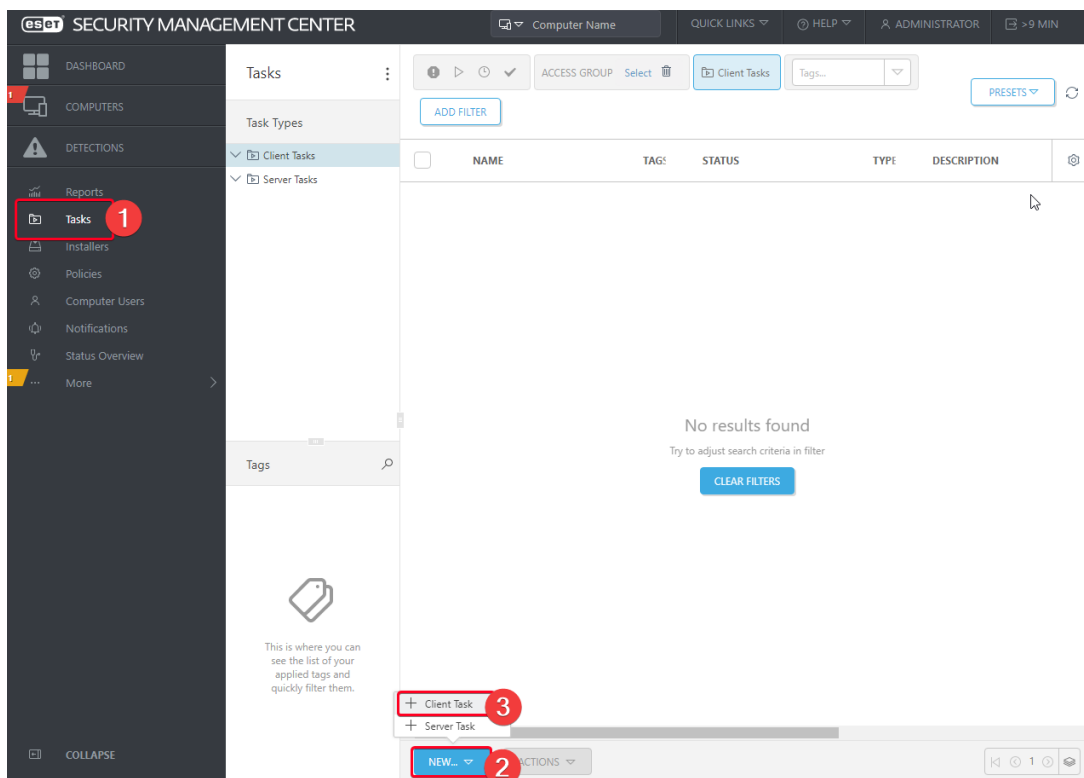 eset SECURITY MANAGEMENT CENTER
Computer Name
QUICK LINKS
HELP
ADMINISTRATOR
>9 MIN
DASHBOARD
1
COMPUTERS
DETECTIONS
Reports
Tasks
1
Installers
Policies
Computer Users
Notifications
Status Overview
1
... More
COLLAPSE
Tasks
Task Types
Client Tasks
Server Tasks
Tags
This is where you can
see the list of your
applied tags and
quickly filter them.
ACCESS GROUP Select
Client Tasks
Tags...
PRESETS
ADD FILTER
NAME TAGS STATUS TYPE DESCRIPTION
No results found
Try to adjust search criteria in filter
CLEAR FILTERS
+ Client Task
3
+ Server Task
NEW...
2
ACTIONS
1